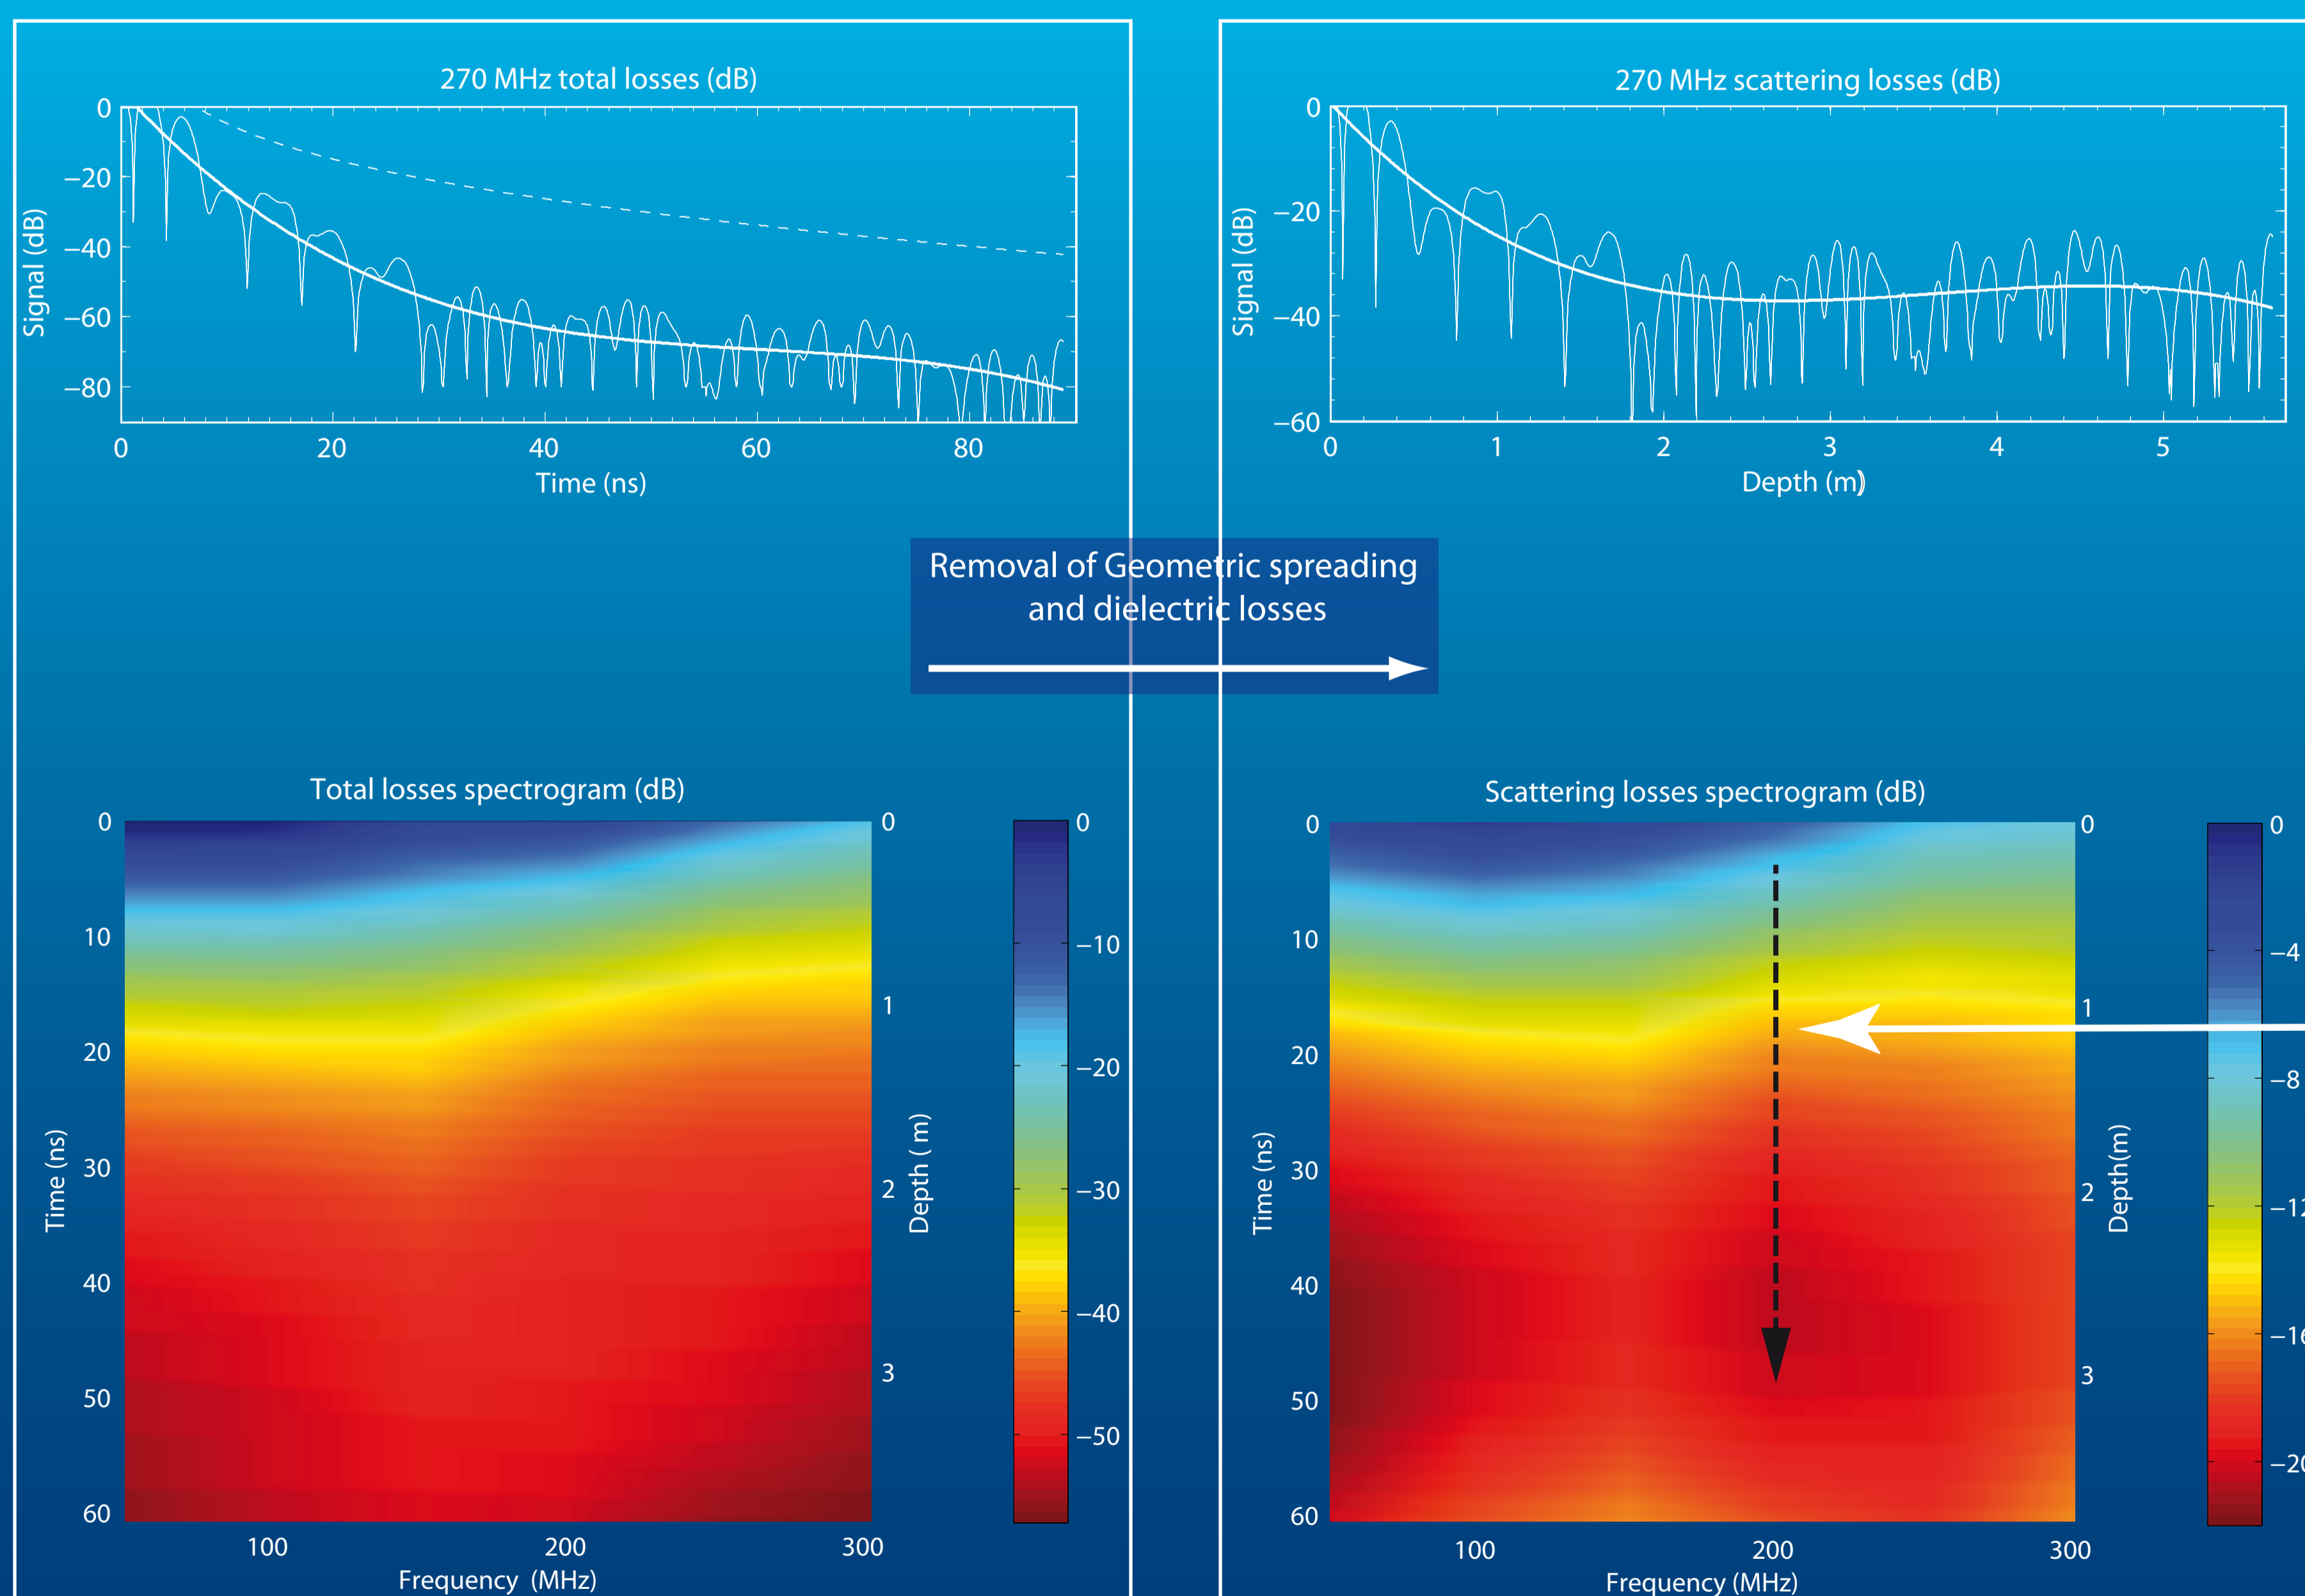 270 MHz total losses (dB)
0
−20
−40
−60
−80
Signal (dB)
0 20 40 60 80
Time (ns)
270 MHz scattering losses (dB)
0
−20
−40
−60
Signal (dB)
0 1 2 3 4 5
Depth (m)
Removal of Geometric spreading
and dielectric losses
Total losses spectrogram (dB)
0
10
20
30
40
50
60
Time (ns)
0
1
2
3
Depth ( m)
0
−10
−20
−30
−40
−50
100 200 300
Frequency (MHz)
Scattering losses spectrogram (dB)
0
10
20
30
40
50
60
Time (ns)
0
1
2
3
Depth(m)
0
−4
−8
100 200 300
Frequency (MHz)